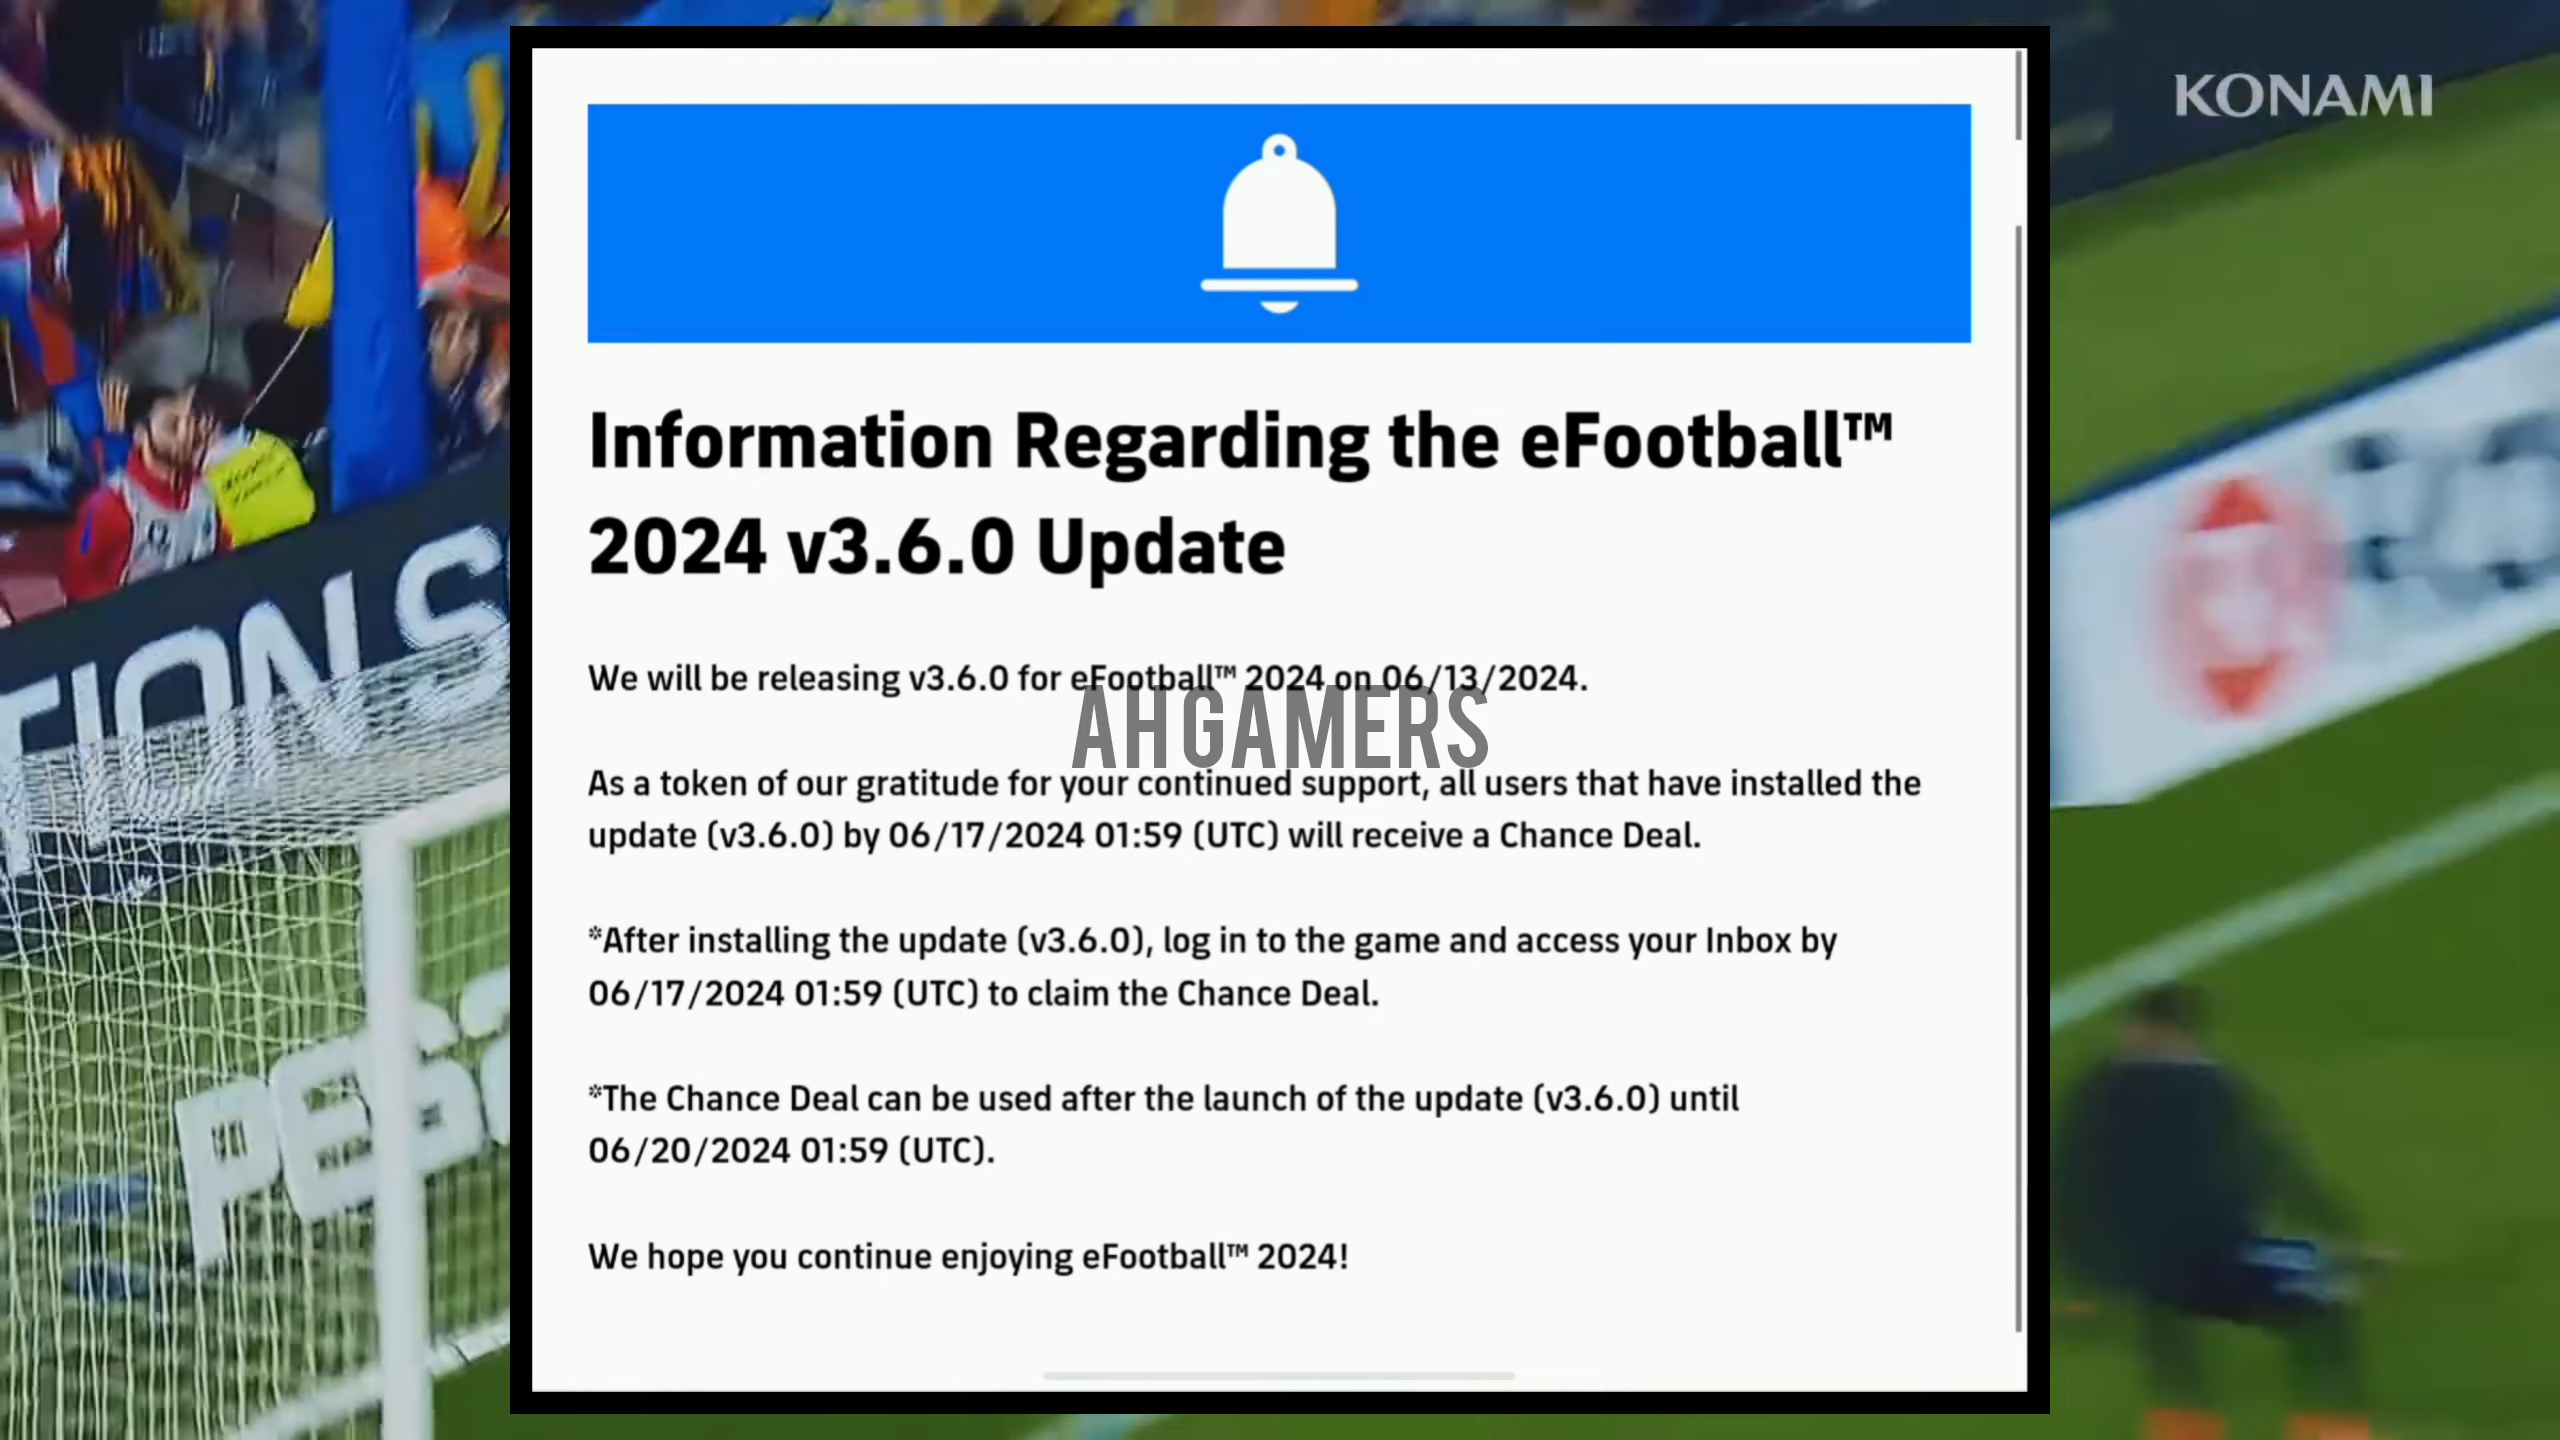 KONAMI
Information Regarding the eFootball™
2024 v3.6.0 Update
We will be releasing v3.6.0 for eFootball™ 2024 on 06/13/2024.
AH GAMERS
As a token of our gratitude for your continued support, all users that have installed the
update (v3.6.0) by 06/17/2024 01:59 (UTC) will receive a Chance Deal.
*After installing the update (v3.6.0), log in to the game and access your Inbox by
06/17/2024 01:59 (UTC) to claim the Chance Deal.
*The Chance Deal can be used after the launch of the update (v3.6.0) until
06/20/2024 01:59 (UTC).
We hope you continue enjoying eFootball™ 2024!
TION S
PES